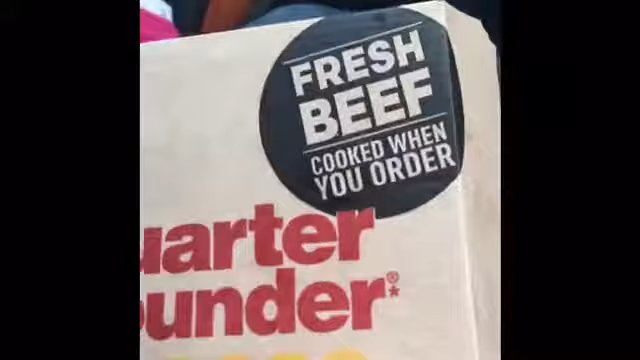 FRESH
BEEF
COOKED WHEN
YOU ORDER
uarter
ounder®*